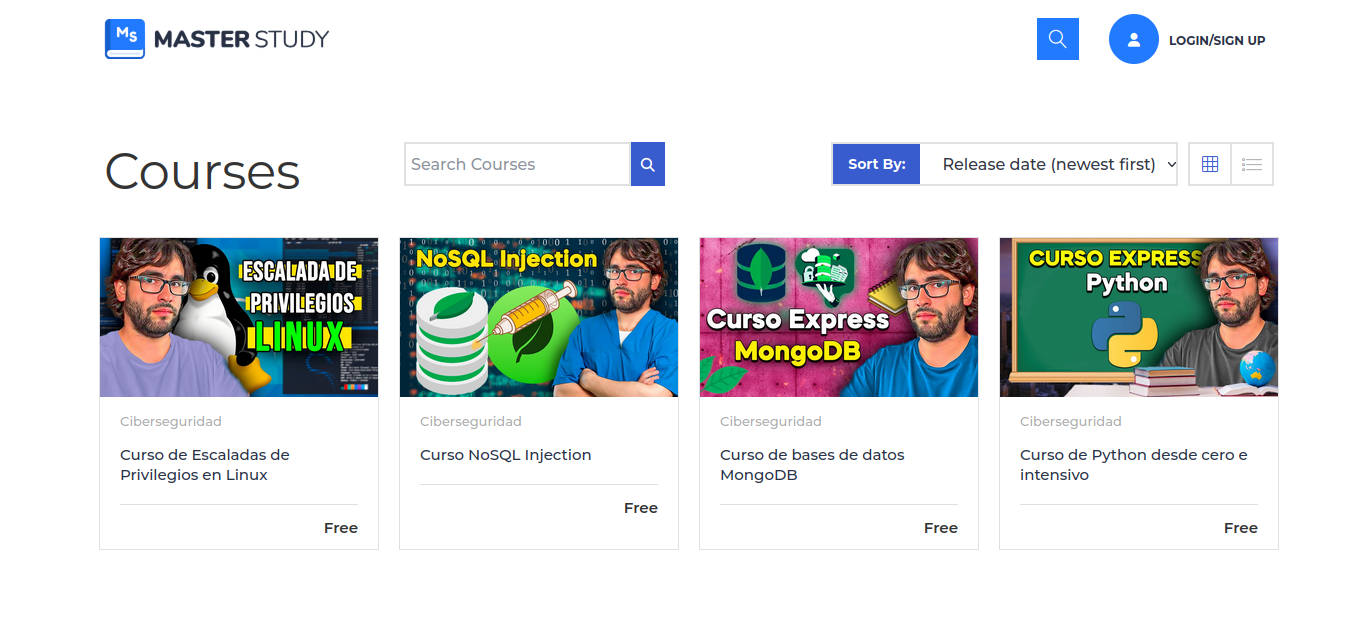 MS MASTER STUDY
LOGIN/SIGN UP
Courses
Search Courses
Sort By:
Release date (newest first)
ESCALADA DE
PRIVILEGIOS
LINUX
Ciberseguridad
Curso de Escaladas de
Privilegios en Linux
Free
NoSQL Injection
Ciberseguridad
Curso NoSQL Injection
Free
Curso Express
MongoDB
Ciberseguridad
Curso de bases de datos
MongoDB
Free
CURSO EXPRESS
Python
Ciberseguridad
Curso de Python desde cero e
intensivo
Free